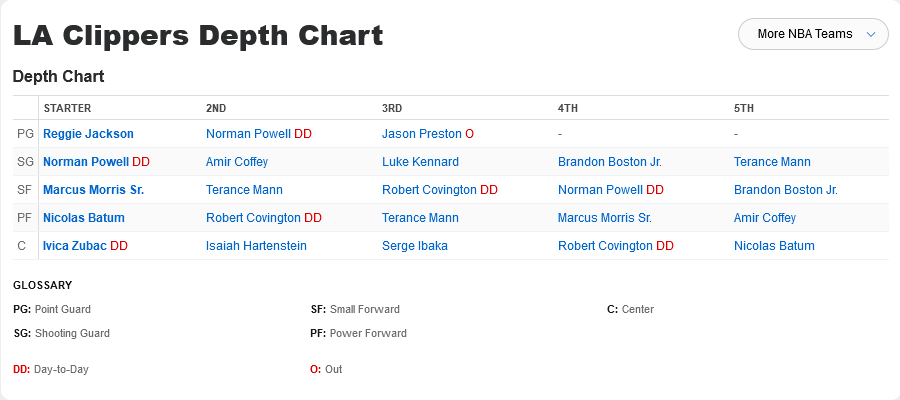 LA Clippers Depth Chart
More NBA Teams
Depth Chart
STARTER 2ND 3RD 4TH 5TH
PG Reggie Jackson Norman Powell DD Jason Preston O - -
SG Norman Powell DD Amir Coffey Luke Kennard Brandon Boston Jr. Terance Mann
SF Marcus Morris Sr. Terance Mann Robert Covington DD Norman Powell DD Brandon Boston Jr.
PF Nicolas Batum Robert Covington DD Terance Mann Marcus Morris Sr. Amir Coffey
C Ivica Zubac DD Isaiah Hartenstein Serge Ibaka Robert Covington DD Nicolas Batum
GLOSSARY
PG: Point Guard SF: Small Forward C: Center
SG: Shooting Guard PF: Power Forward
DD: Day-to-Day O: Out